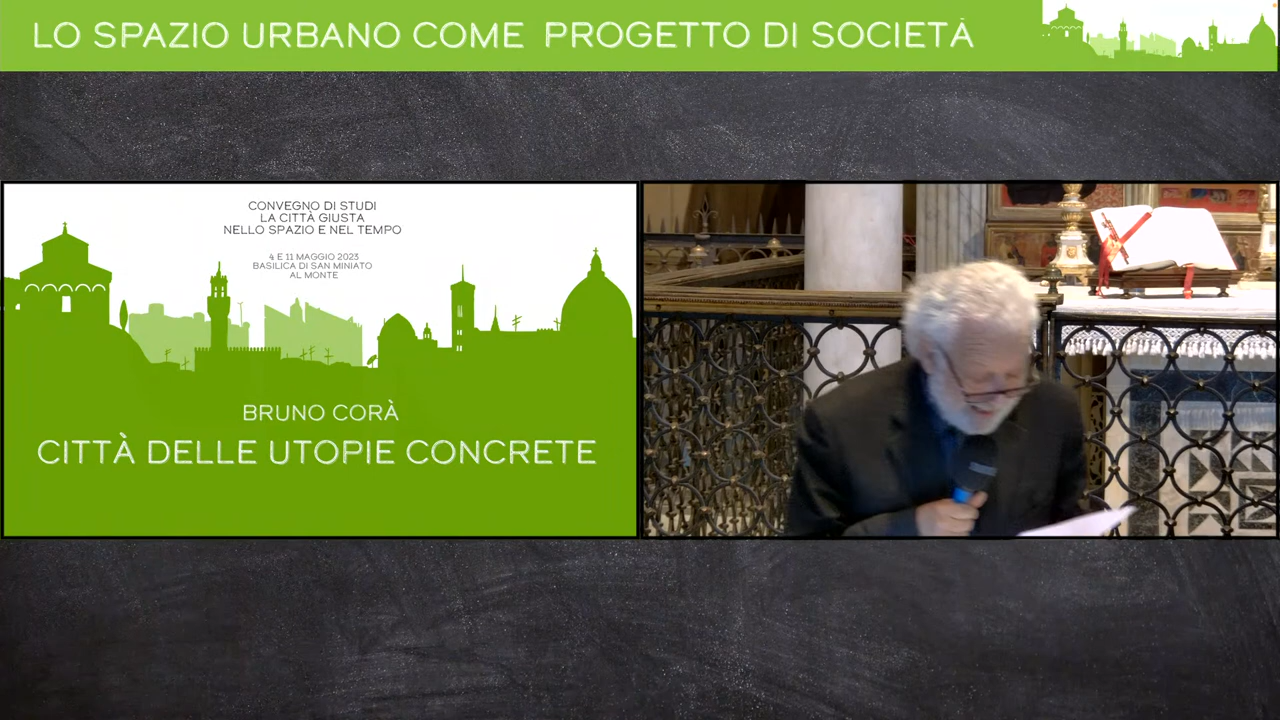 LO SPAZIO URBANO COME PROGETTO DI SOCIETÀ
CONVEGNO DI STUDI
LA CITTÀ GIUSTA
NELLO SPAZIO E NEL TEMPO
4 E 11 MAGGIO 2023
BASILICA DI SAN MINIATO
AL MONTE
BRUNO CORÀ
CITTÀ DELLE UTOPIE CONCRETE